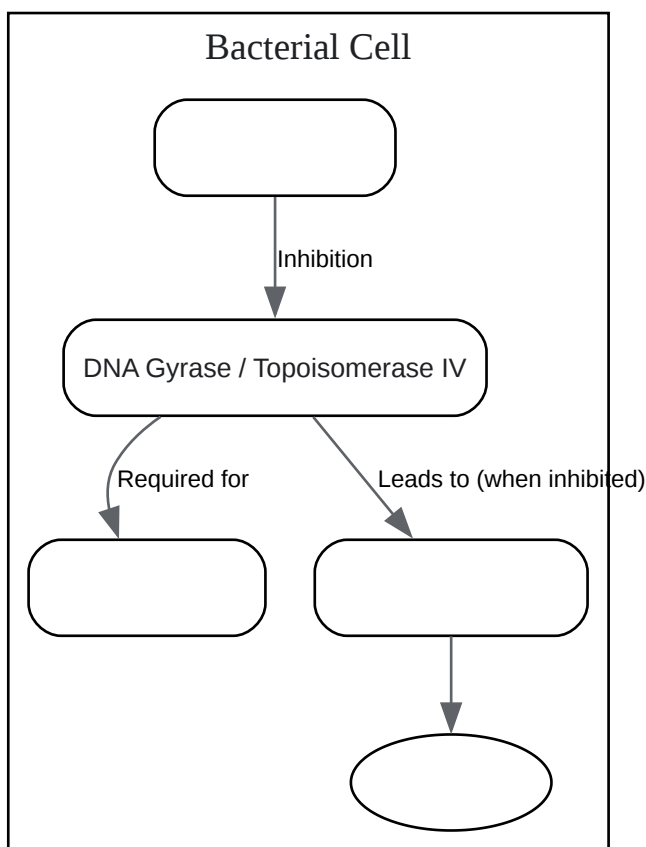 Bacterial Cell
Inhibition
DNA Gyrase / Topoisomerase IV
Required for
Leads to (when inhibited)